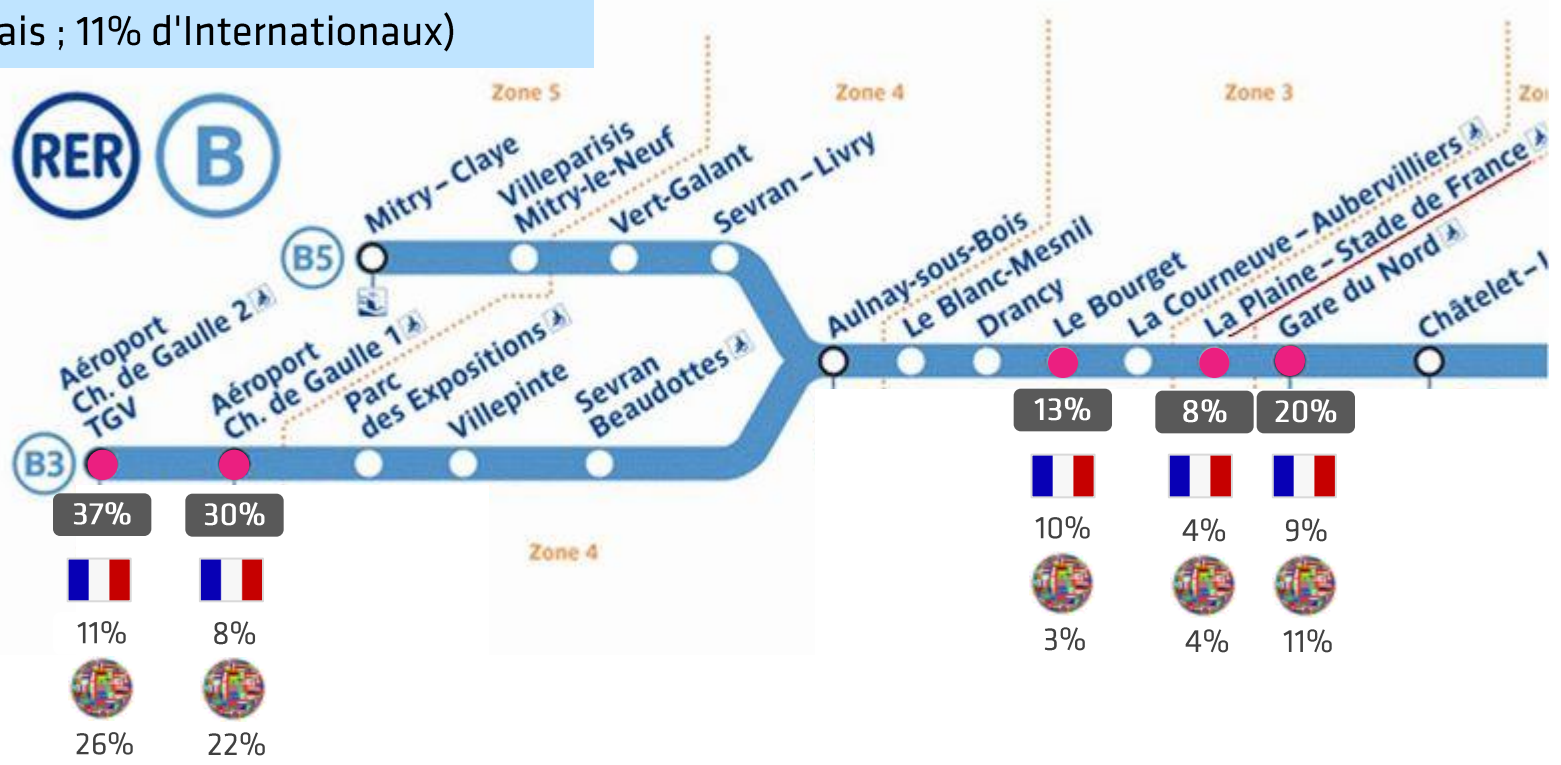 ais ; 11% d'Internationaux)
Zone 5
Zone 4
Zone 3
RER
B
B5
Mitry – Claye
Villeparisis
Mitry-le-Neuf
Vert-Galant
Sevran – Livry
Aulnay-sous-Bois
Le Blanc-Mesnil
Drancy
Le Bourget
La Courneuve – Aubervilliers
La Plaine – Stade de France
Gare du Nord
Châtelet –
B3
Aéroport
Ch. de Gaulle 2
TGV
Aéroport
Ch. de Gaulle 1
Parc
des Expositions
Villepinte
Sevran
Beaudottes
Zone 4
37%
30%
13%
8%
20%
11%
8%
10%
4%
9%
26%
22%
3%
4%
11%